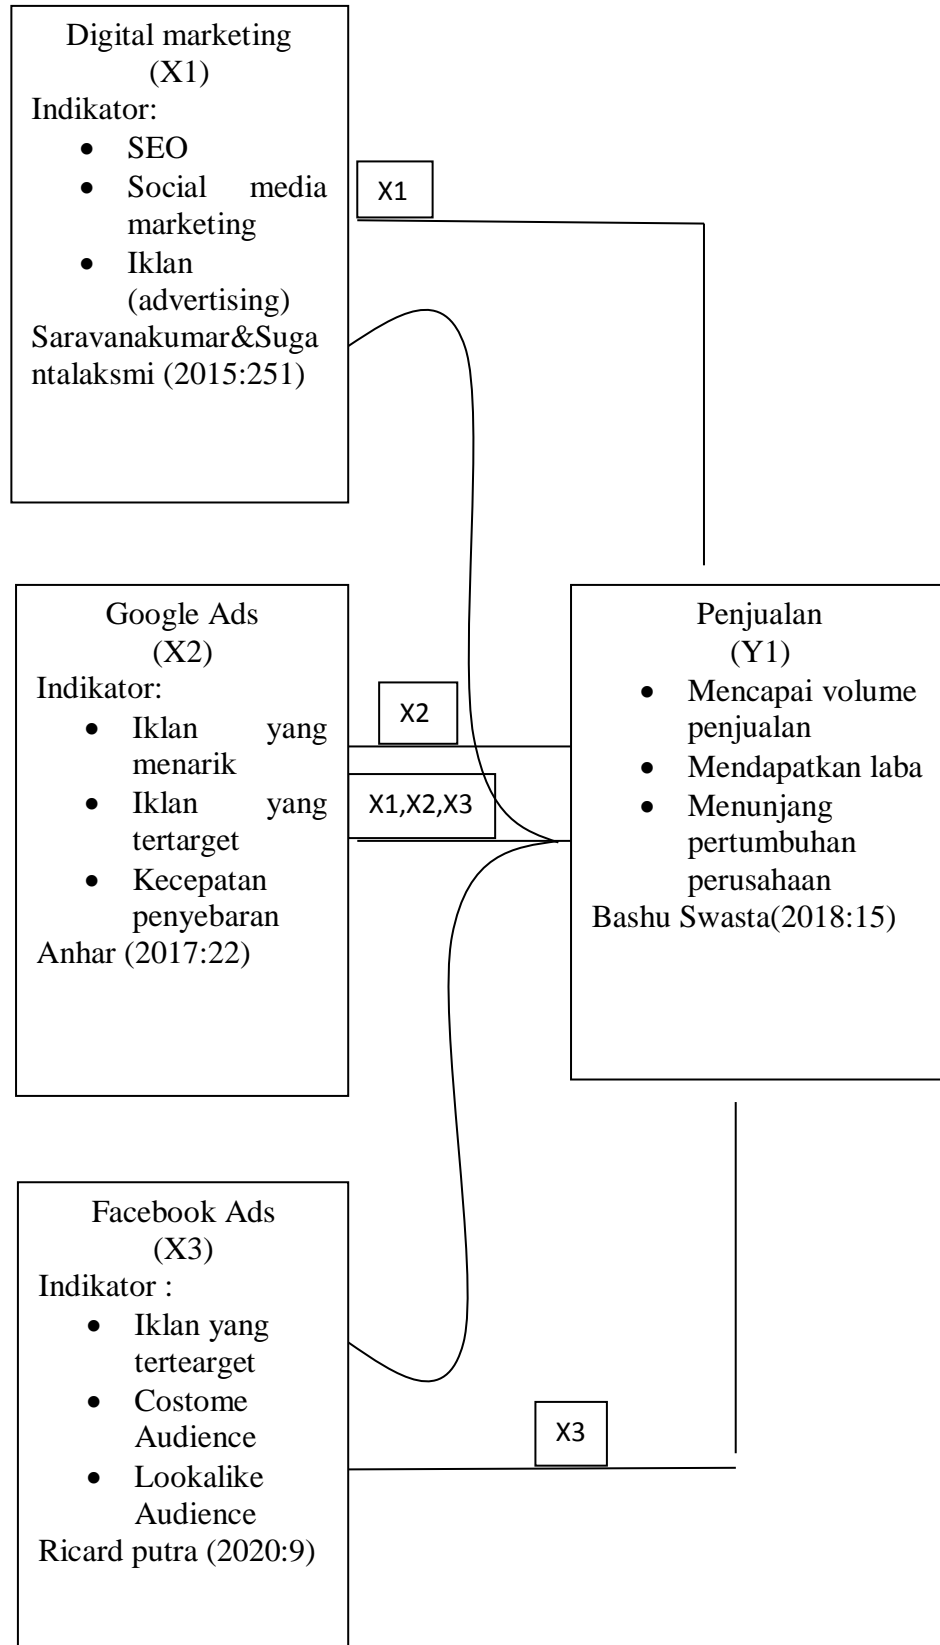 Digital marketing
(X1)
Indikator:
• SEO
• Social media
marketing
• Iklan
(advertising)
Saravanakumar&Suga
ntalaksmi (2015:251)
X1
Google Ads
(X2)
Indikator:
• Iklan yang
menarik
• Iklan yang
tertarget
• Kecepatan
penyebaran
Anhar (2017:22)
X2
X1,X2,X3
Penjualan
(Y1)
• Mencapai volume
penjualan
• Mendapatkan laba
• Menunjang
pertumbuhan
perusahaan
Bashu Swasta(2018:15)
Facebook Ads
(X3)
Indikator :
• Iklan yang
tertearget
• Costome
Audience
• Lookalike
Audience
Ricard putra (2020:9)
X3